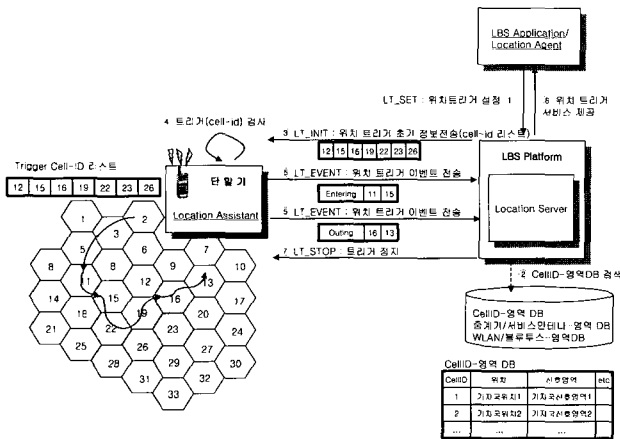 LBS Application/
Location Agent
LT_SET : 위치트리거 설정 1
6 위치 트리거
서비스 제공
4 트리거(cell-id) 검사
3 LT_INIT : 위치 트리거 초기 정보전송(cell-id 리스트)
12 15 16 19 22 23 26
Trigger Cell-ID 리스트
12 15 16 19 22 23 26
단말기
Location Assistant
5 LT_EVENT : 위치 트리거 이벤트 전송
Entering 11 15
5 LT_EVENT : 위치 트리거 이벤트 전송
Outing 16 13
7 LT_STOP : 트리거 정지
LBS Platform
Location Server
2 CellID-영역DB 검색
CellID-영역 DB
중계기/서비스안테나-영역 DB
WLAN/블루투스-영역DB
1 2
3
5 6 7
8 8 9 10
11 12 13
14 15 16 17
18 19 20
21 22 23 24
25 26 27
28 29 30
31 32
33
CellID-영역 DB
CellID 위치 신호영역 etc
1 기지국위치1 기지국신호영역1
2 기지국위치2 기지국신호영역2
... ... ...